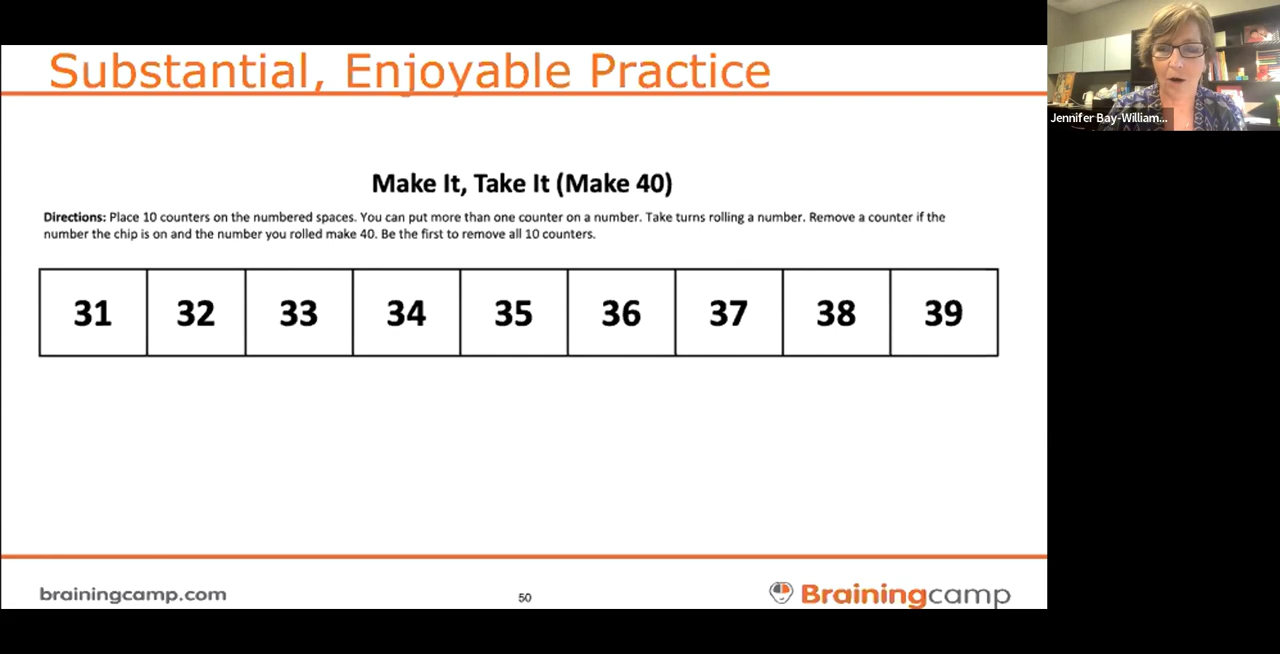 Substantial, Enjoyable Practice
Jennifer Bay-William...
Make It, Take It (Make 40)
Directions: Place 10 counters on the numbered spaces. You can put more than one counter on a number. Take turns rolling a number. Remove a counter if the
number the chip is on and the number you rolled make 40. Be the first to remove all 10 counters.
31 32 33 34 35 36 37 38 39
brainingcamp.com
50
Brainingcamp